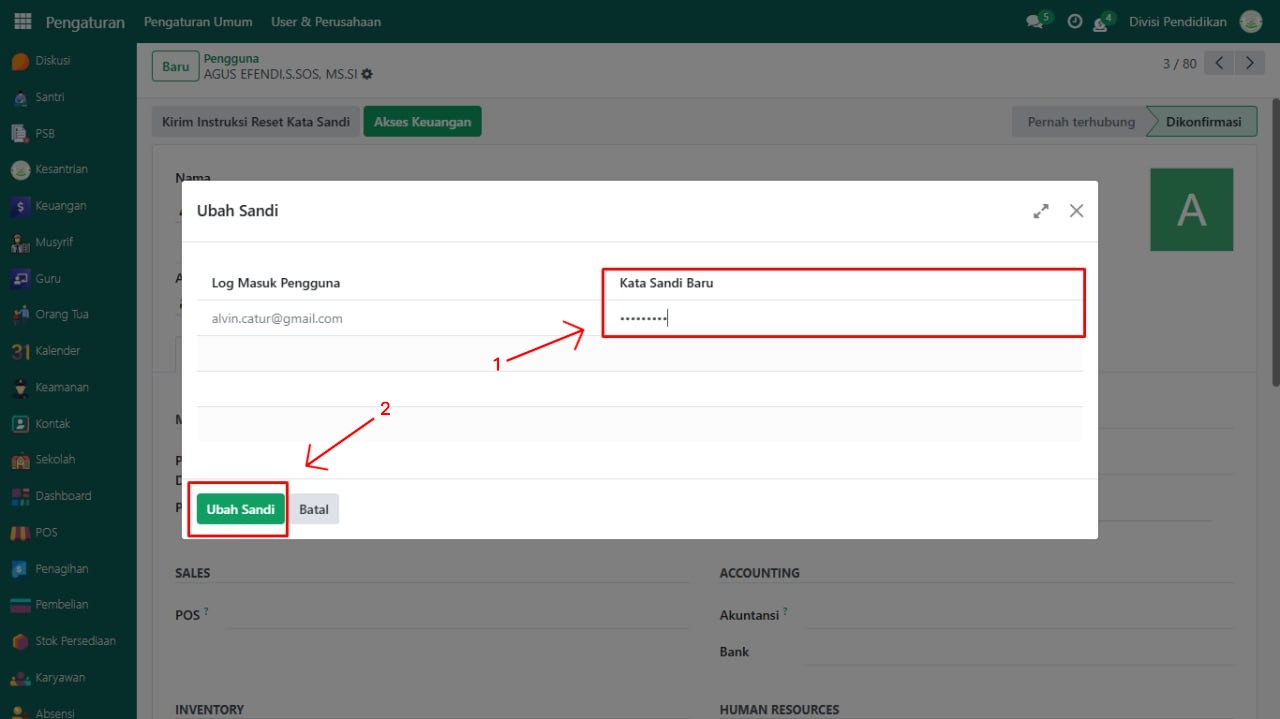 Pengaturan Pengaturan Umum User & Perusahaan 5 4 Divisi Pendidikan
Diskusi
Santri
PSB
Kesantrian
Keuangan
Musyrif
Guru
Orang Tua
31 Kalender
Keamanan
Kontak
Sekolah
Dashboard
POS
Penagihan
Pembelian
Stok Persediaan
Karyawan
Absensi
Baru
Pengguna
AGUS EFENDI,S.SOS, MS.SI
3 / 80
Kirim Instruksi Reset Kata Sandi Akses Keuangan
Pernah terhubung Dikonfirmasi
Nama
A
Ubah Sandi
Log Masuk Pengguna Kata Sandi Baru
alvin.catur@gmail.com •••••••••
1
2
Ubah Sandi Batal
SALES
POS ?
INVENTORY
ACCOUNTING
Akuntansi ?
Bank
HUMAN RESOURCES